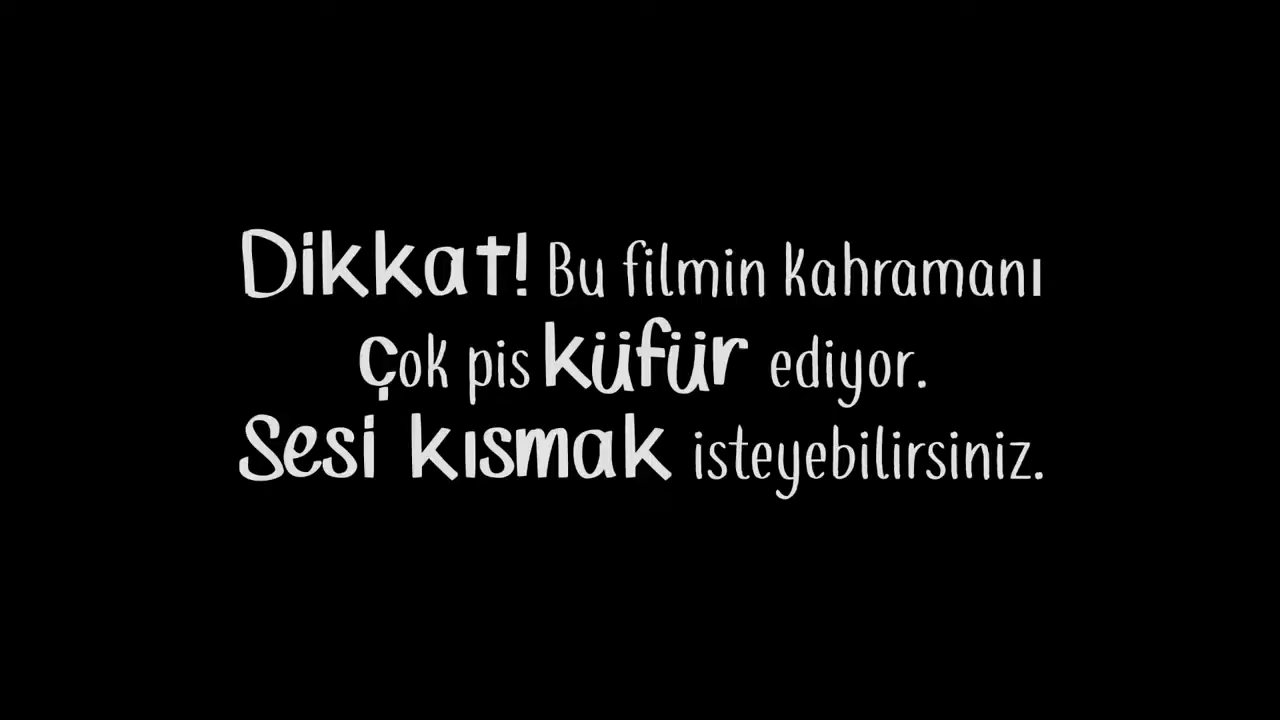 Dikkat! Bu filmin kahramanı
çok pis küfür ediyor.
Sesi kısmak isteyebilirsiniz.